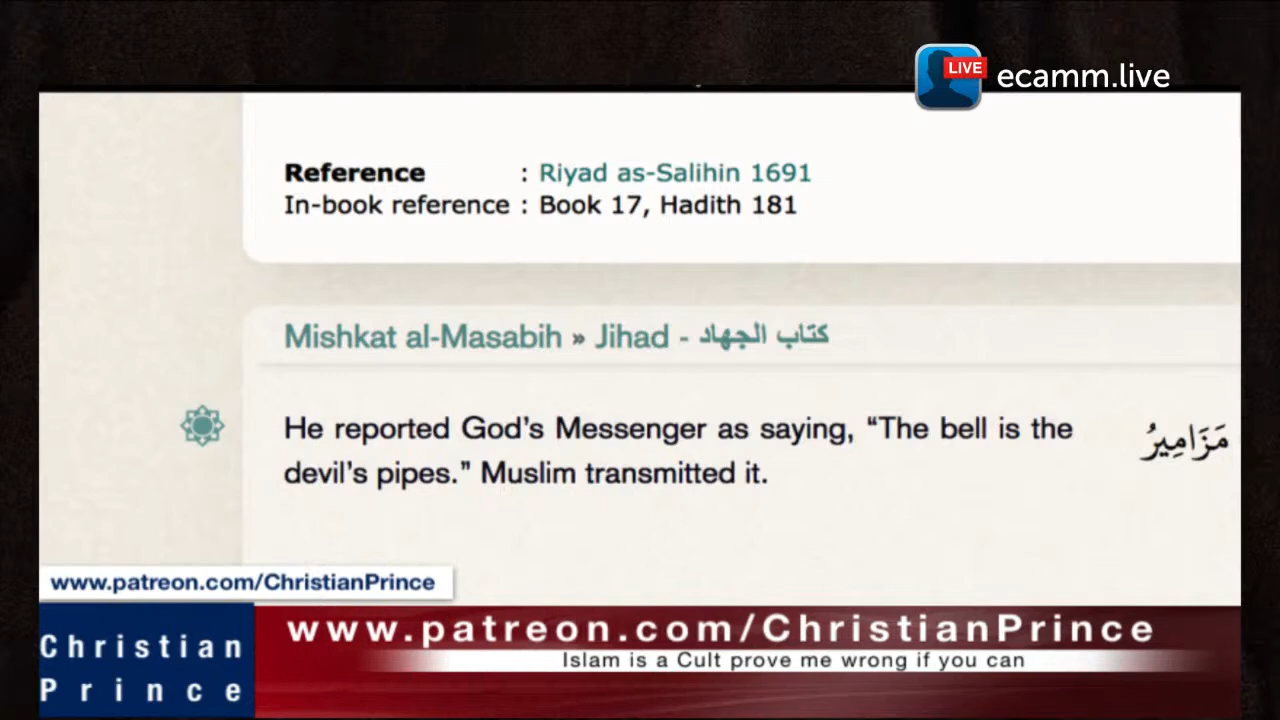 LIVE ecamm.live
Reference : Riyad as-Salihin 1691
In-book reference : Book 17, Hadith 181
Mishkat al-Masabih » Jihad - كتاب الجهاد
He reported God's Messenger as saying, “The bell is the مَزَامِيرُ
devil's pipes.” Muslim transmitted it.
www.patreon.com/ChristianPrince
www.patreon.com/ChristianPrince
Islam is a Cult prove me wrong if you can
Christian
Prince